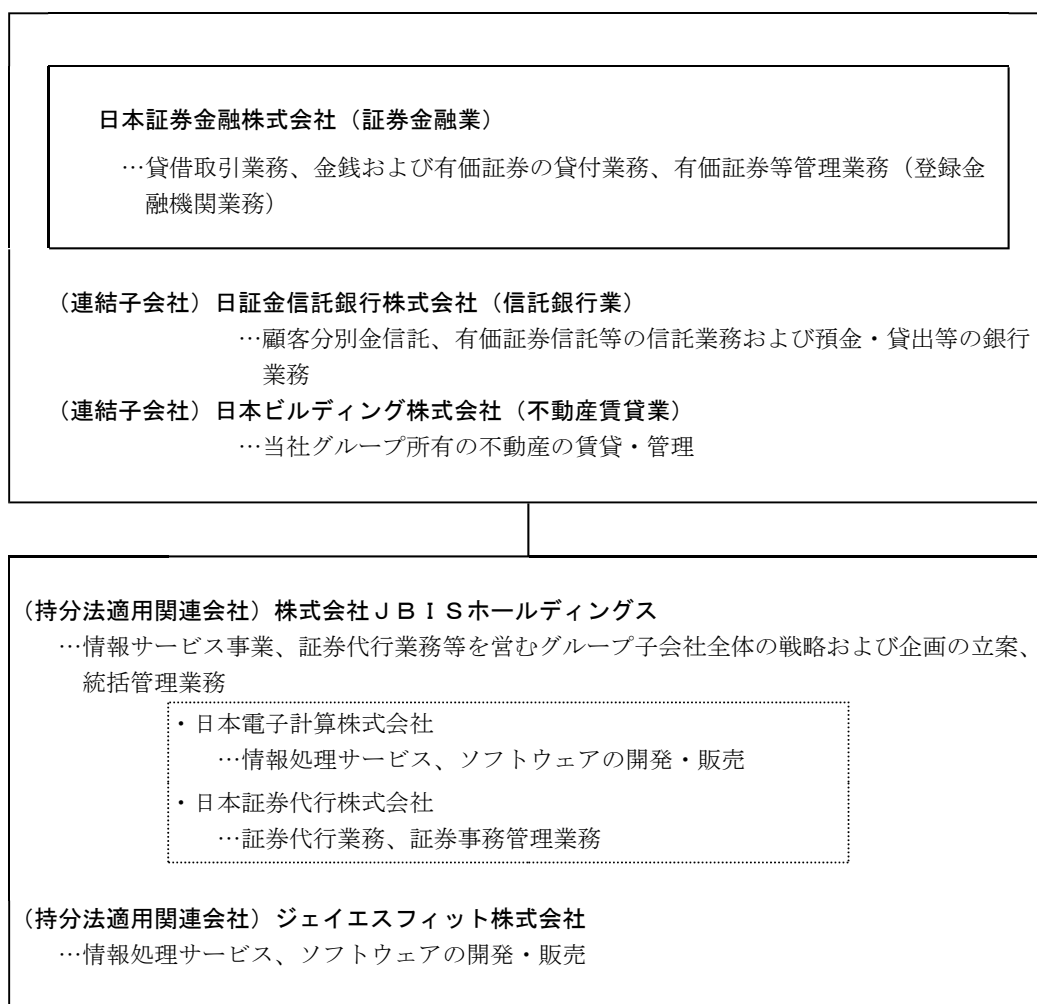 日本証券金融株式会社（証券金融業）
…貸借取引業務、金銭および有価証券の貸付業務、有価証券等管理業務（登録金
融機関業務）
（連結子会社）日証金信託銀行株式会社（信託銀行業）
…顧客分別金信託、有価証券信託等の信託業務および預金・貸出等の銀行
業務
（連結子会社）日本ビルディング株式会社（不動産賃貸業）
…当社グループ所有の不動産の賃貸・管理
（持分法適用関連会社）株式会社ＪＢＩＳホールディングス
…情報サービス事業、証券代行業務等を営むグループ子会社全体の戦略および企画の立案、
統括管理業務
・日本電子計算株式会社
…情報処理サービス、ソフトウェアの開発・販売
・日本証券代行株式会社
…証券代行業務、証券事務管理業務
（持分法適用関連会社）ジェイエスフィット株式会社
…情報処理サービス、ソフトウェアの開発・販売